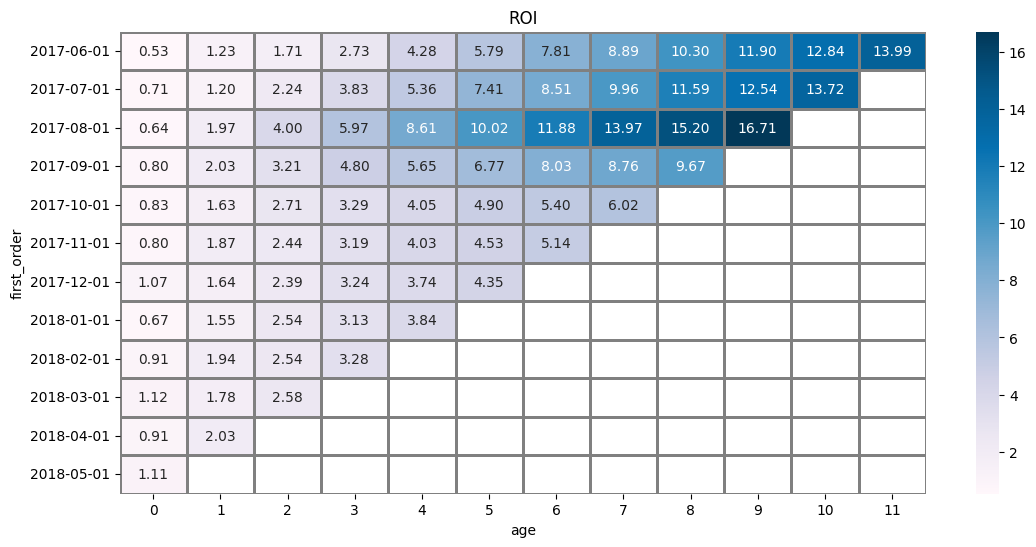 ROI
2017-06-01 0.53 1.23 1.71 2.73 4.28 5.79 7.81 8.89 10.30 11.90 12.84 13.99
2017-07-01 0.71 1.20 2.24 3.83 5.36 7.41 8.51 9.96 11.59 12.54 13.72
2017-08-01 0.64 1.97 4.00 5.97 8.61 10.02 11.88 13.97 15.20 16.71
2017-09-01 0.80 2.03 3.21 4.80 5.65 6.77 8.03 8.76 9.67
2017-10-01 0.83 1.63 2.71 3.29 4.05 4.90 5.40 6.02
2017-11-01 0.80 1.87 2.44 3.19 4.03 4.53 5.14
2017-12-01 1.07 1.64 2.39 3.24 3.74 4.35
2018-01-01 0.67 1.55 2.54 3.13 3.84
2018-02-01 0.91 1.94 2.54 3.28
2018-03-01 1.12 1.78 2.58
2018-04-01 0.91 2.03
2018-05-01 1.11
0 1 2 3 4 5 6 7 8 9 10 11
age
first_order
16
14
12
10
8
6
4
2